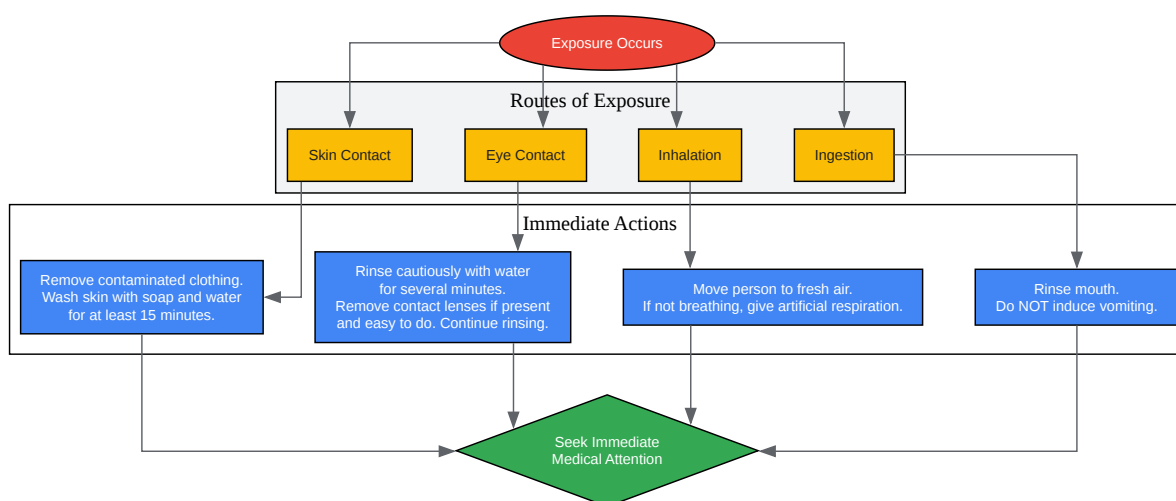 Exposure Occurs
Routes of Exposure
Skin Contact
Eye Contact
Inhalation
Ingestion
Immediate Actions
Remove contaminated clothing.
Wash skin with soap and water
for at least 15 minutes.
Rinse cautiously with water
for several minutes.
Remove contact lenses if present
and easy to do. Continue rinsing.
Move person to fresh air.
If not breathing, give artificial respiration.
Rinse mouth.
Do NOT induce vomiting.
Seek Immediate
Medical Attention